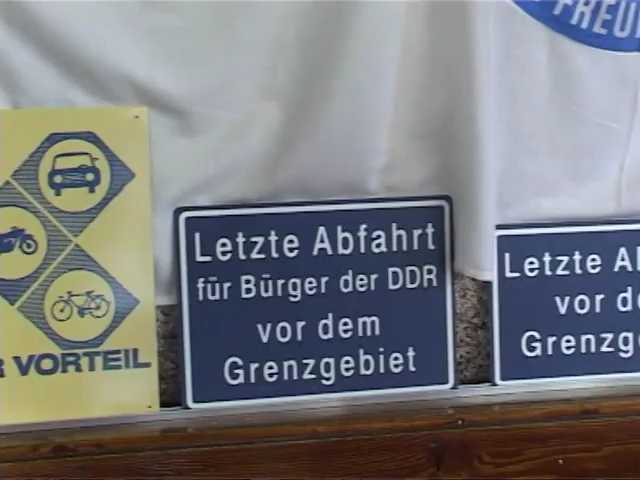 FREU
R VORTEIL
Letzte Abfahrt
für Bürger der DDR
vor dem
Grenzgebiet
Letzte A
vor d
Grenzg